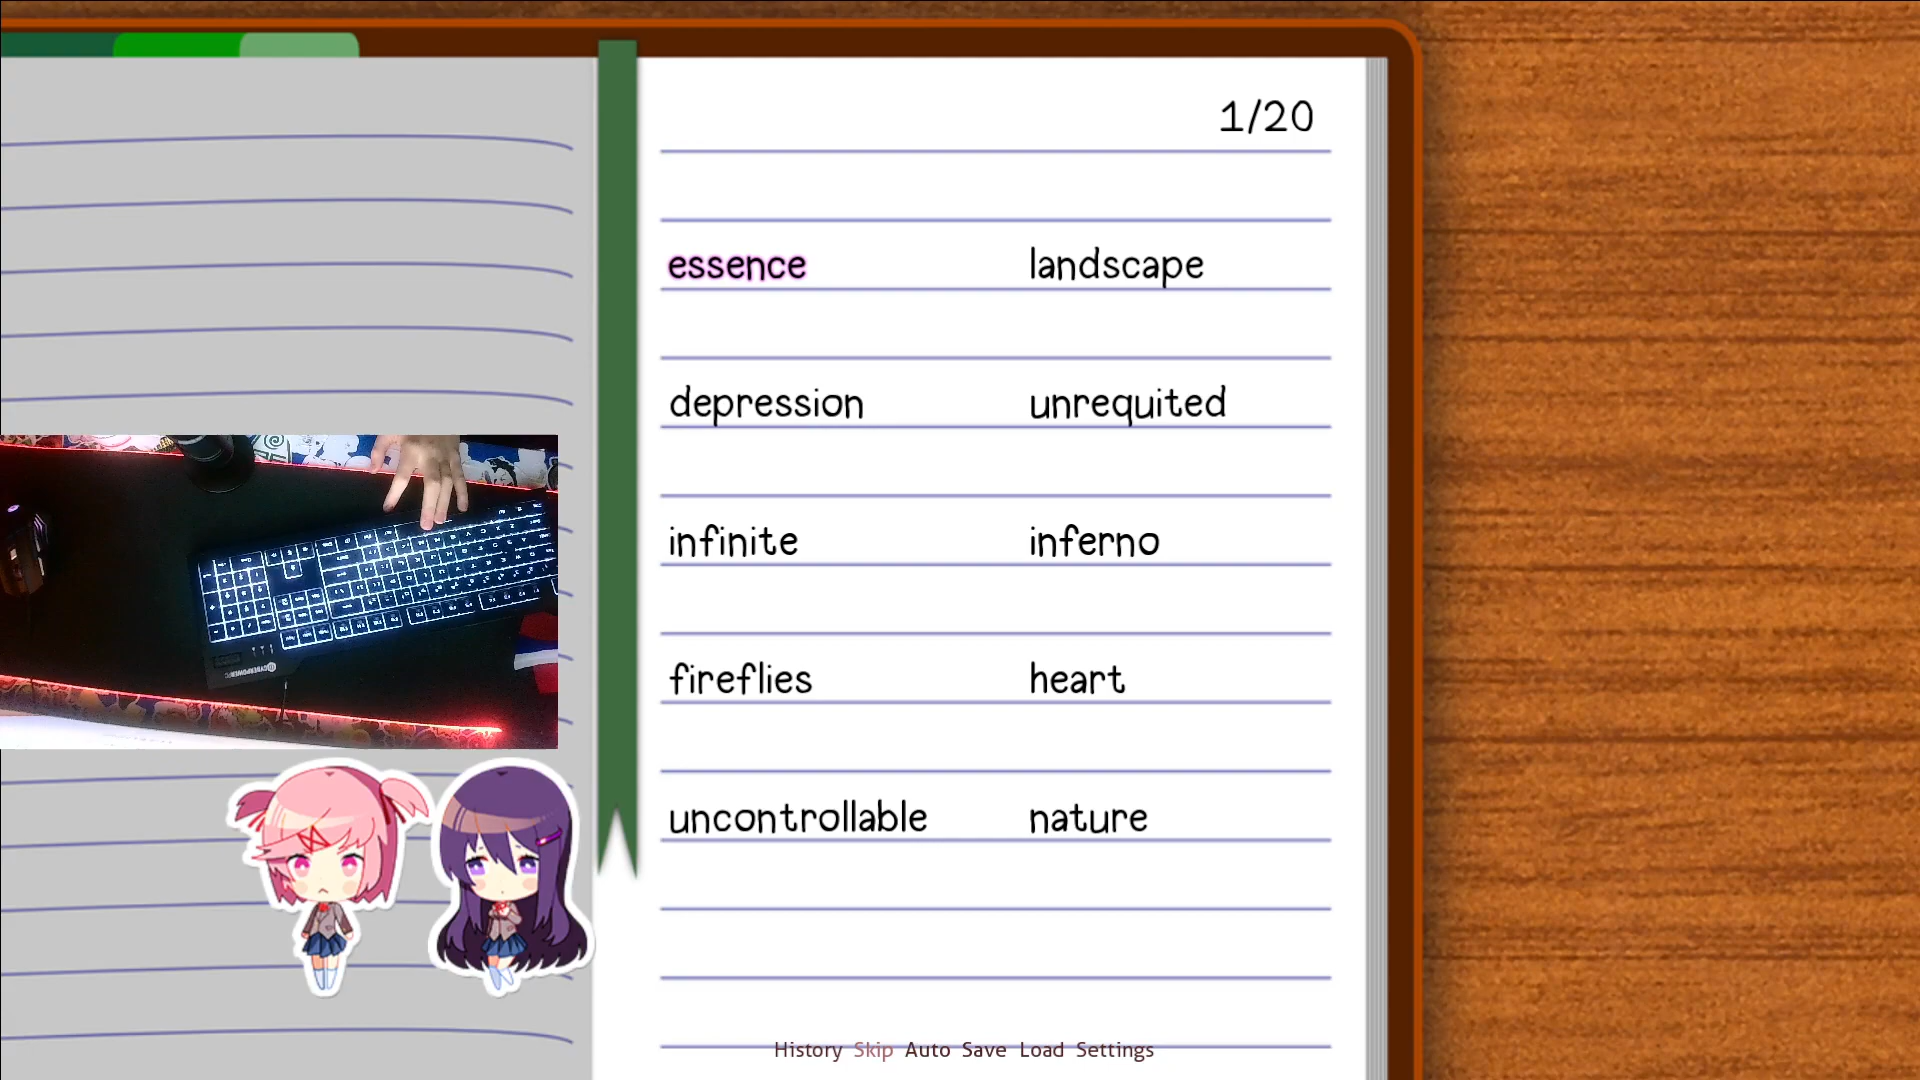 1/20
essence landscape
depression unrequited
infinite inferno
fireflies heart
uncontrollable nature
History Skip Auto Save Load Settings